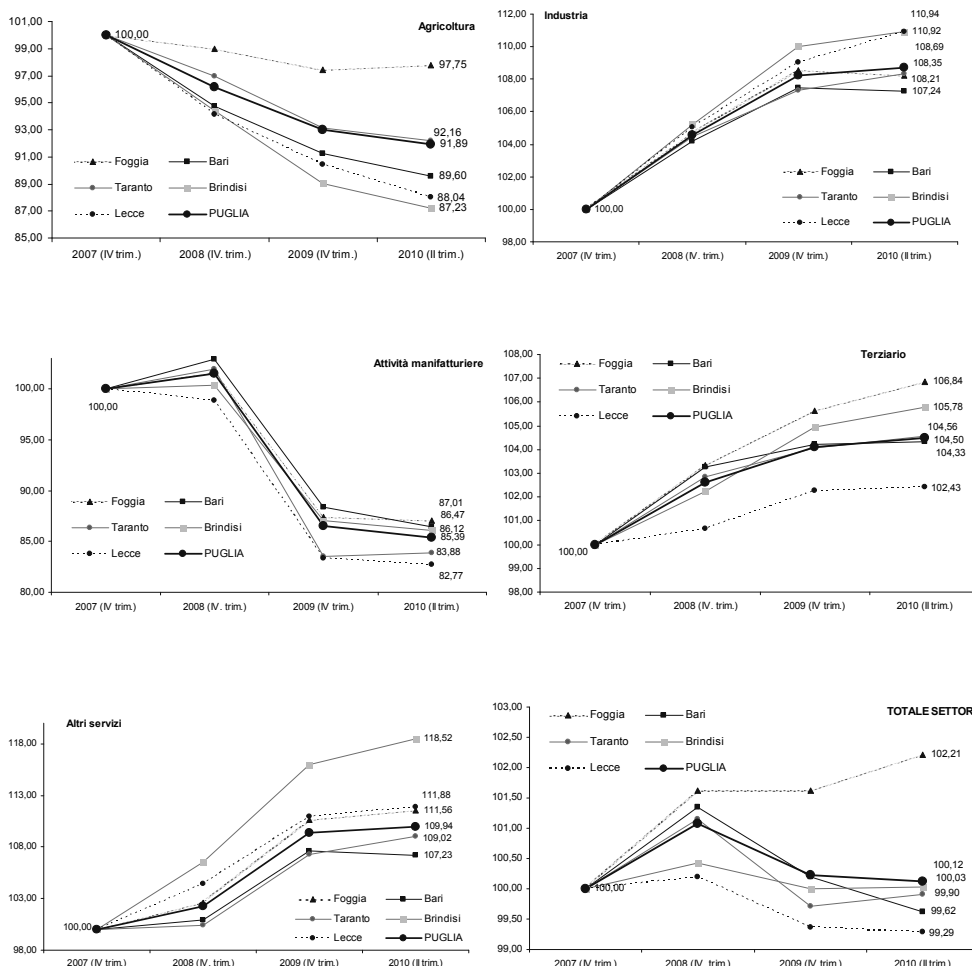 Agricoltura
101,00
99,00
97,00
95,00
93,00
91,00
89,00
87,00
85,00
100,00
97,75
92,16
91,89
89,60
88,04
87,23
Foggia Bari
Taranto Brindisi
Lecce PUGLIA
2007 (IV trim.) 2008 (IV. trim.) 2009 (IV trim.) 2010 (II trim.)
Industria
112,00
110,00
108,00
106,00
104,00
102,00
100,00
98,00
100,00
110,94
110,92
108,69
108,35
108,21
107,24
Foggia Bari
Taranto Brindisi
Lecce PUGLIA
2007 (IV trim.) 2008 (IV. trim.) 2009 (IV trim.) 2010 (II trim.)
Attività manifatturiere
100,00
95,00
90,00
85,00
80,00
100,00
87,01
86,47
86,12
85,39
83,88
82,77
Foggia Bari
Taranto Brindisi
Lecce PUGLIA
2007 (IV trim.) 2008 (IV. trim.) 2009 (IV trim.) 2010 (II trim.)
Terziario
108,00
107,00
106,00
105,00
104,00
103,00
102,00
101,00
100,00
99,00
98,00
Foggia Bari
Taranto Brindisi
Lecce PUGLIA
100,00
106,84
105,78
104,56
104,50
104,33
102,43
2007 (IV trim.) 2008 (IV. trim.) 2009 (IV trim.) 2010 (II trim.)
Altri servizi
118,00
113,00
108,00
103,00
98,00
100,00
118,52
111,88
111,56
109,94
109,02
107,23
Foggia Bari
Taranto Brindisi
Lecce PUGLIA
2007 (IV trim.) 2008 (IV. trim.) 2009 (IV trim.) 2010 (II trim.)
TOTALE SETTOR
103,00
102,50
102,00
101,50
101,00
100,50
100,00
99,50
99,00
Foggia Bari
Taranto Brindisi
Lecce PUGLIA
100,00
102,21
100,12
100,03
99,90
99,62
99,29
2007 (IV trim.) 2008 (IV. trim.) 2009 (IV trim.) 2010 (II trim.)